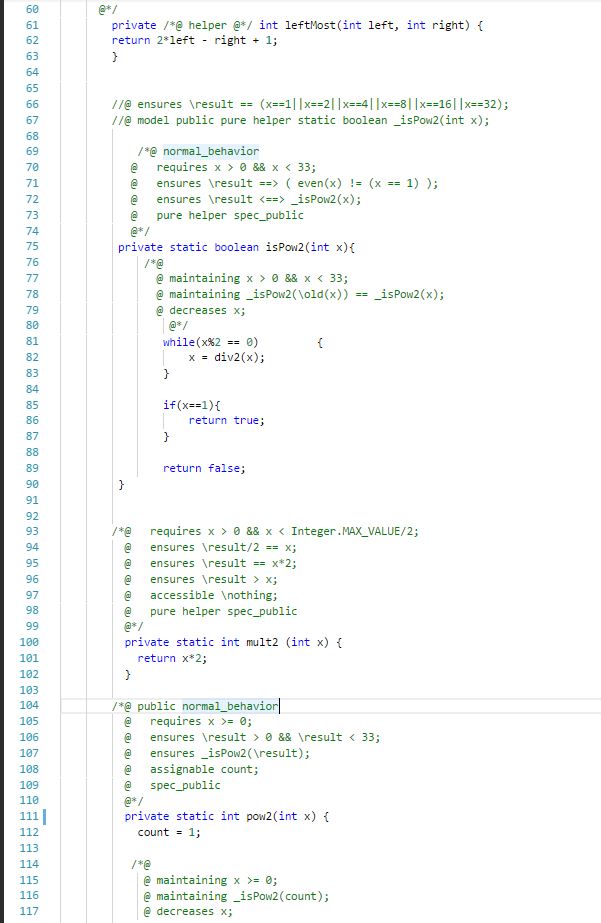 60 @*/
61 private /*@ helper @*/ int leftMost(int left, int right) {
62 return 2*left - right + 1;
63 }
64
65
66 //@ ensures \result == (x==1||x==2||x==4||x==8||x==16||x==32);
67 //@ model public pure helper static boolean _isPow2(int x);
68
69 /*@ normal_behavior
70 @ requires x > 0 && x < 33;
71 @ ensures \result ==> ( even(x) != (x == 1) );
72 @ ensures \result <==> _isPow2(x);
73 @ pure helper spec_public
74 @*/
75 private static boolean isPow2(int x){
76 /*@
77 @ maintaining x > 0 && x < 33;
78 @ maintaining _isPow2(\old(x)) == _isPow2(x);
79 @ decreases x;
80 @*/
81 while(x%2 == 0) {
82 x = div2(x);
83 }
84
85 if(x==1){
86 return true;
87 }
88
89 return false;
90 }
91
92
93 /*@ requires x > 0 && x < Integer.MAX_VALUE/2;
94 @ ensures \result/2 == x;
95 @ ensures \result == x*2;
96 @ ensures \result > x;
97 @ accessible \nothing;
98 @ pure helper spec_public
99 @*/
100 private static int mult2 (int x) {
101 return x*2;
102 }
103
104 /*@ public normal_behavior
105 @ requires x >= 0;
106 @ ensures \result > 0 && \result < 33;
107 @ ensures _isPow2(\result);
108 @ assignable count;
109 @ spec_public
110 @*/
111 private static int pow2(int x) {
112 count = 1;
113
114 /*@
115 @ maintaining x >= 0;
116 @ maintaining _isPow2(count);
117 @ decreases x;